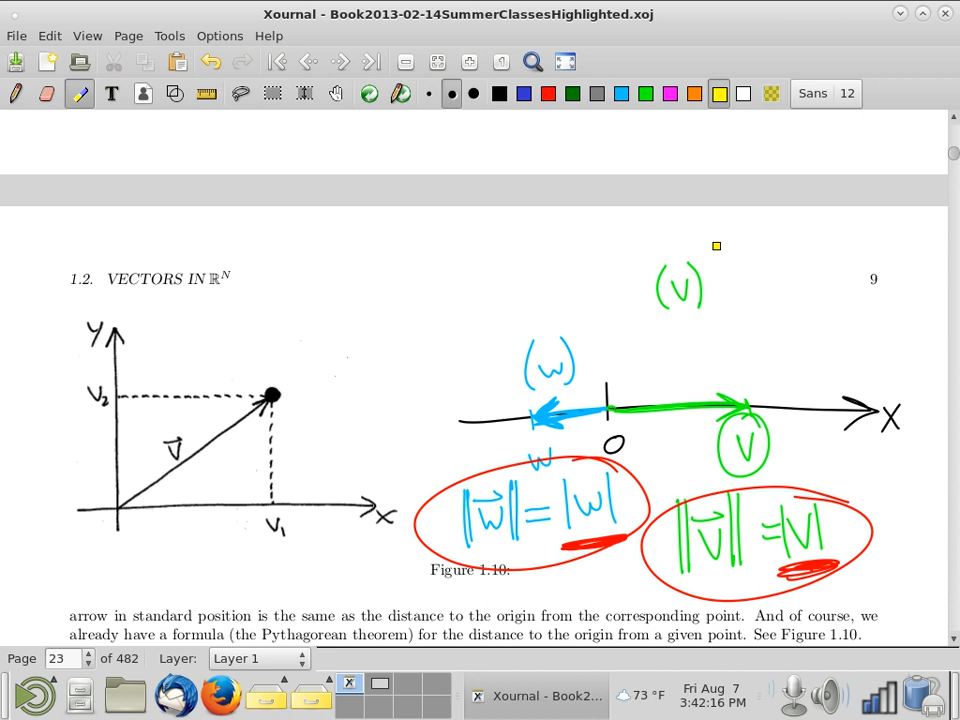 Xournal - Book2013-02-14SummerClassesHighlighted.xoj
File Edit View Page Tools Options Help
Sans 12
(V)
1.2. VECTORS IN ℝᴺ 9
y
(w)
V₂
V⃗
X
O
V
w
V₁
X
||w⃗|| = |w|
||V⃗|| = |V|
Figure 1.10:
arrow in standard position is the same as the distance to the origin from the corresponding point. And of course, we
already have a formula (the Pythagorean theorem) for the distance to the origin from a given point. See Figure 1.10.
Page 23 of 482 Layer: Layer 1
Xournal - Book2...
73 °F
Fri Aug 7
3:42:16 PM